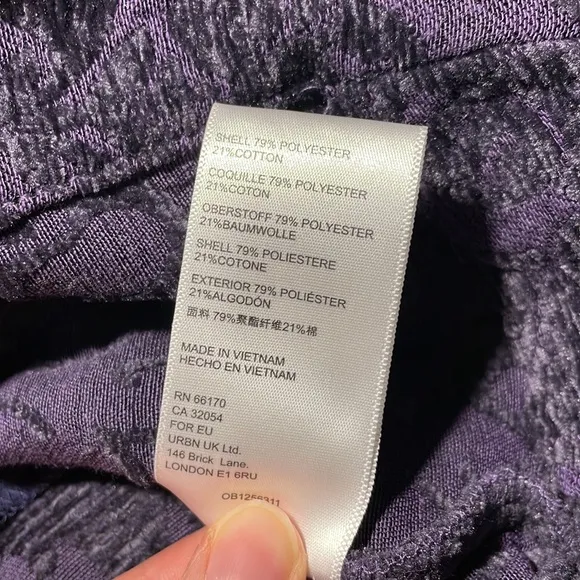 SHELL 79% POLYESTER
21%COTTON
COQUILLE 79% POLYESTER
21%COTON
OBERSTOFF 79% POLYESTER
21%BAUMWOLLE
SHELL 79% POLIESTERE
21%COTONE
EXTERIOR 79% POLIÉSTER
21%ALGODÓN
面料 79%聚酯纤维21%棉
MADE IN VIETNAM
HECHO EN VIETNAM
RN 66170
CA 32054
FOR EU
URBN UK Ltd.
146 Brick Lane.
LONDON E1 6RU
OB1256311